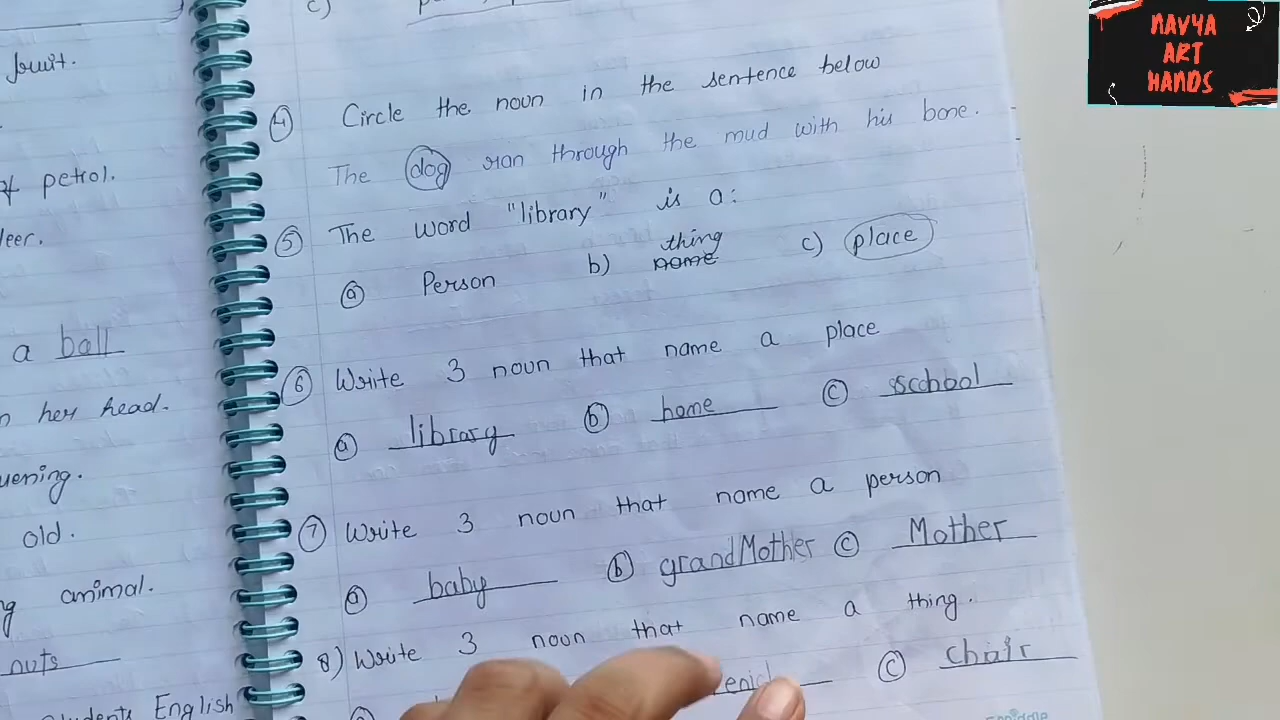 fruit.
petrol.
a ball
her head.
old.
animal.
nuts
English
c)
4 Circle the noun in the sentence below
The dog ran through the mud with his bone.
5 The word "library" is a:
a Person b) thing name c) place
6 Write 3 noun that name a place
a library b home c school
7 Write 3 noun that name a person
a baby b grandMother c Mother
8) Write 3 noun that name a thing.
c chair
NAVYA
ART
HANDS